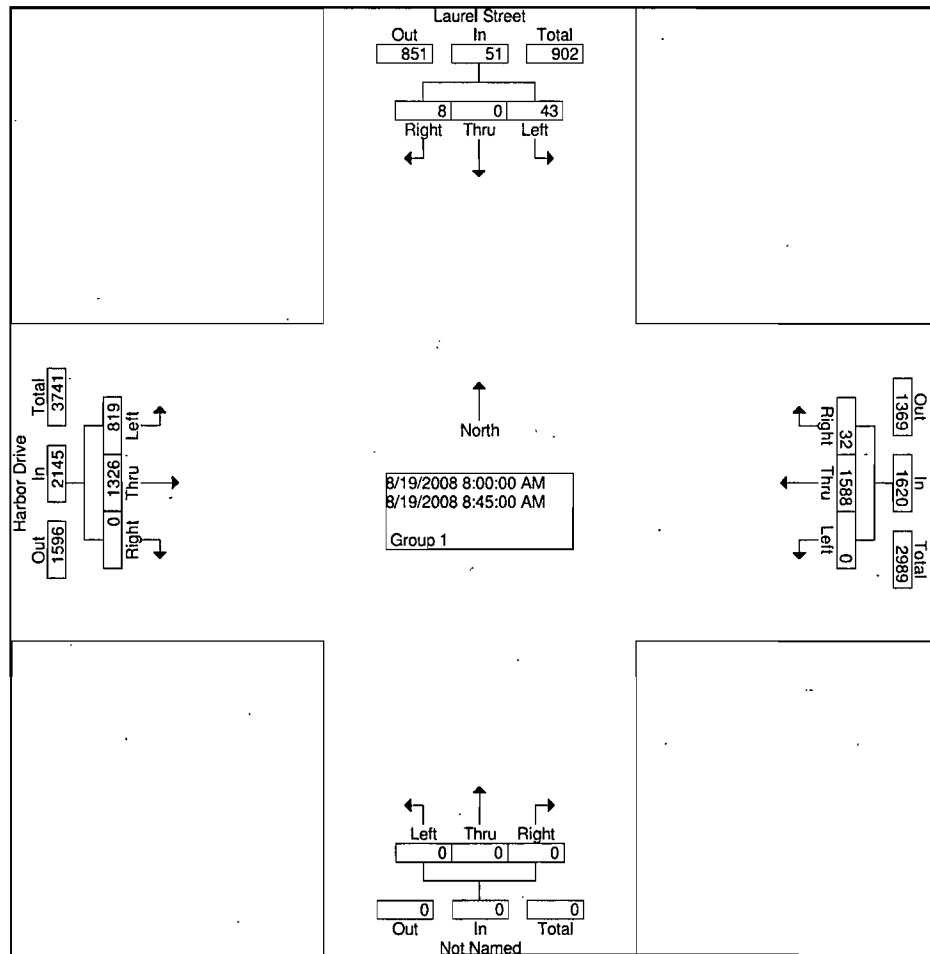 Laurel Street
Out In Total
851 51 902
8 0 43
Right Thru Left
Harbor Drive
Out In Total
1596 2145 3741
0 1326 819
Right Thru Left
North
8/19/2008 8:00:00 AM
8/19/2008 8:45:00 AM
Group 1
Out In Total
1369 1620 2989
32 1588 0
Right Thru Left
Left Thru Right
0 0 0
0 0 0
Out In Total
Not Named